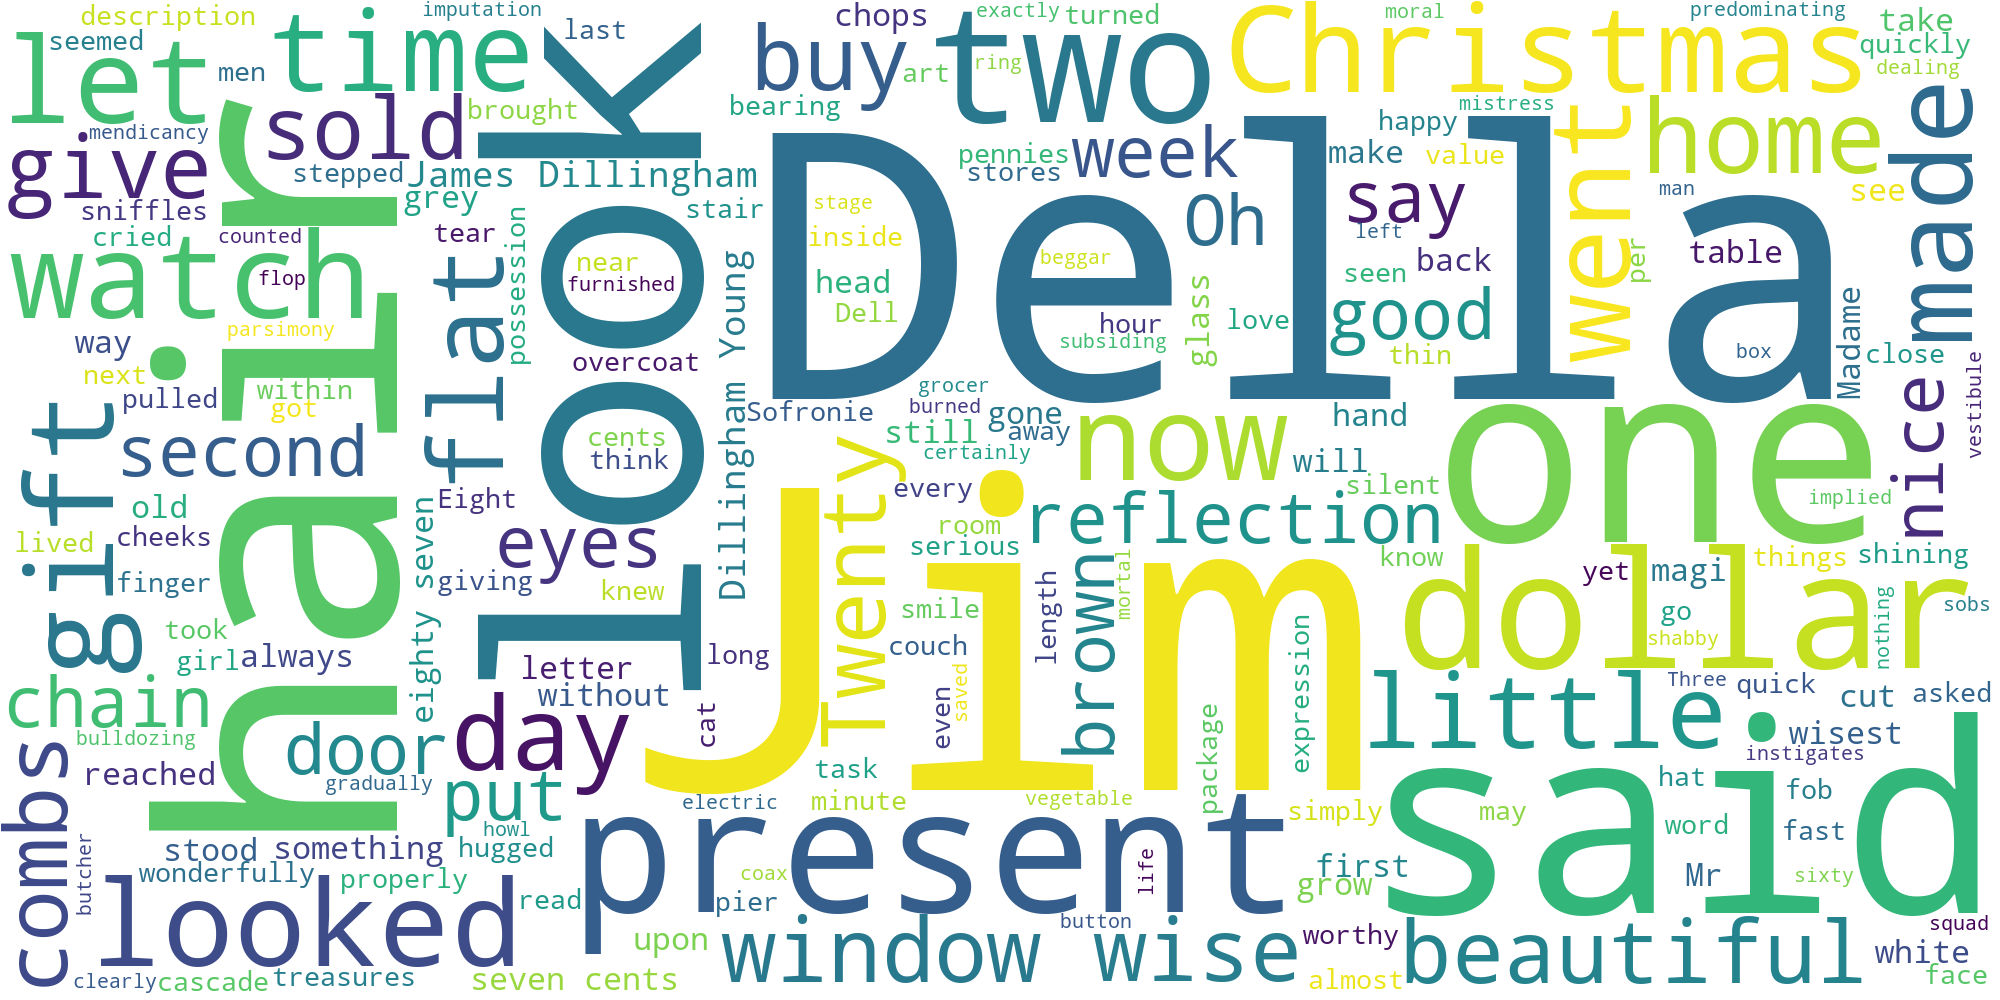 description
imputation
chops
exactly
turned
moral
predominating
take
seemed
let
time
last
buy
two
Christmas
quickly
men
art
ring
dealing
look
sold
brought
bearing
mistress
mendicancy
happy
went
home
made
give
stepped
James Dillingham
pennies
week
make
value
stores
say
man
see
sniffles
grey
stair
stage
Oh
cried
counted
tear
possession
inside
Della
left
table
watch
hair
flop
near
furnished
head
beggar
seen
back
per
flat
Dillingham Young
Dell
hour
glass
love
good
Madame
parsimony
way
overcoat
subsiding
thin
box
close
next
within
pulled
got
grocer
burned
nice
vestibule
gift
second
Sofronie
gone
hand
one
cents
still
away
now
think
certainly
will
old
Eight
every
silent
implied
lived
cheeks
eyes
Twenty
room
reflection
serious
know
things
shining
finger
eighty seven
giving
knew
Jim
brown
mortal
dollar
yet
magi
length
smile
go
nothing
sobs
took
girl
always
couch
shabby
letter
long
expression
chain
without
day
cat
even
saved
little
Three
quick
cut
asked
bulldozing
door
wisest
combs
reached
gradually
put
task
package
instigates
hat
said
electric
minute
vegetable
simply
may
fob
butcher
stood
something
howl
hugged
present
word
fast
wonderfully
properly
coax
life
first
Mr
sixty
looked
read
pier
grow
button
squad
upon
window
wise
worthy
beautiful
white
clearly
cascade
treasures
seven cents
almost
face